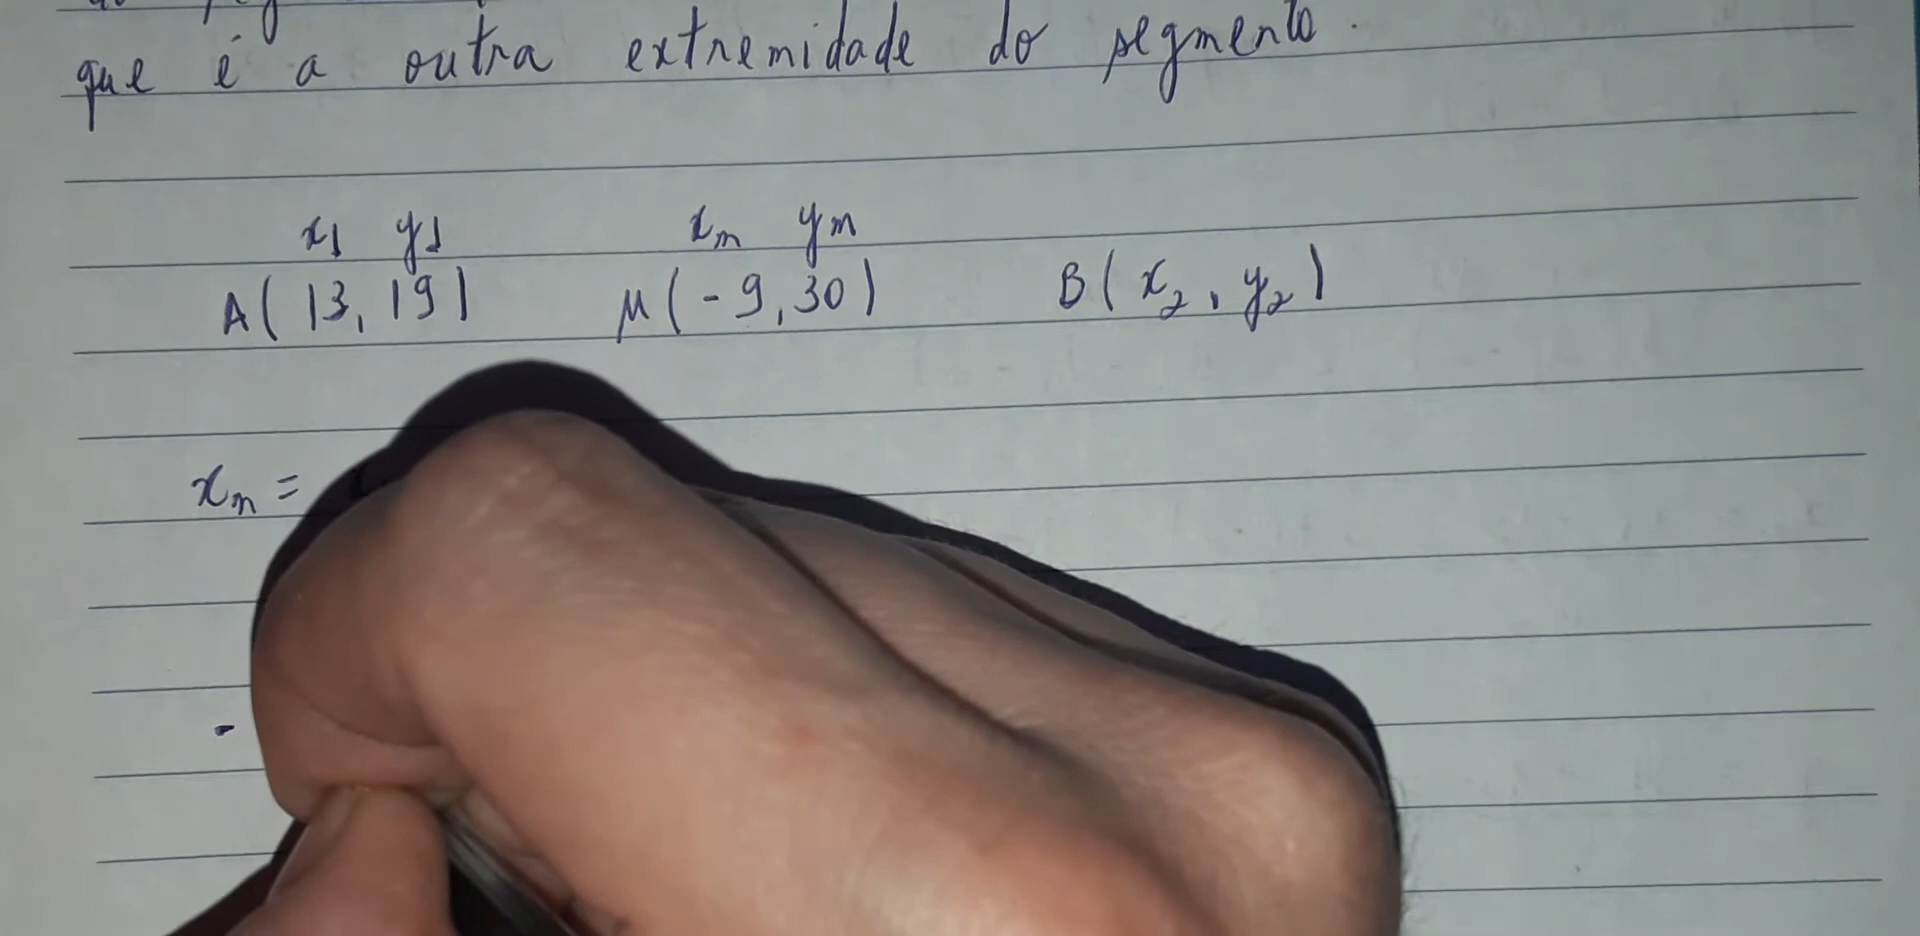 que é a outra extremidade do segmento.
x1 y1 xm ym
A( 13, 19) M(-9,30) B( x2, y2)
xm =
-